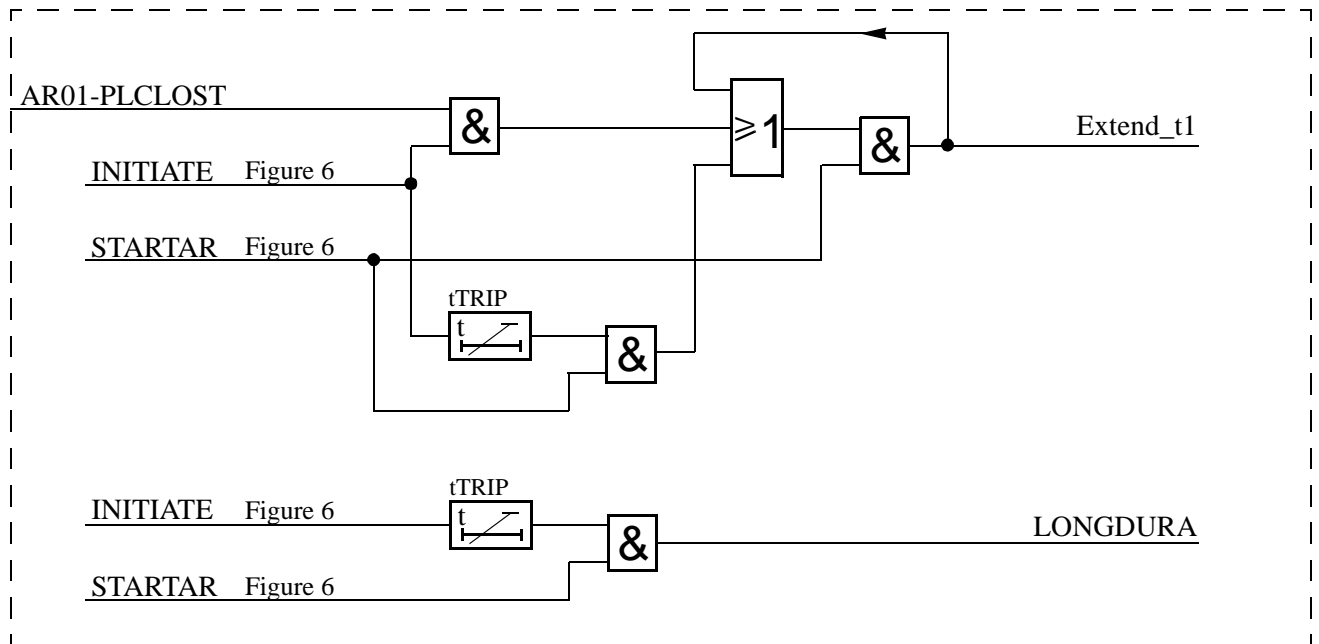 AR01-PLCLOST
&
≥1
&
Extend_t1
INITIATE Figure 6
STARTAR Figure 6
tTRIP
t
&
INITIATE Figure 6
tTRIP
t
&
LONGDURA
STARTAR Figure 6